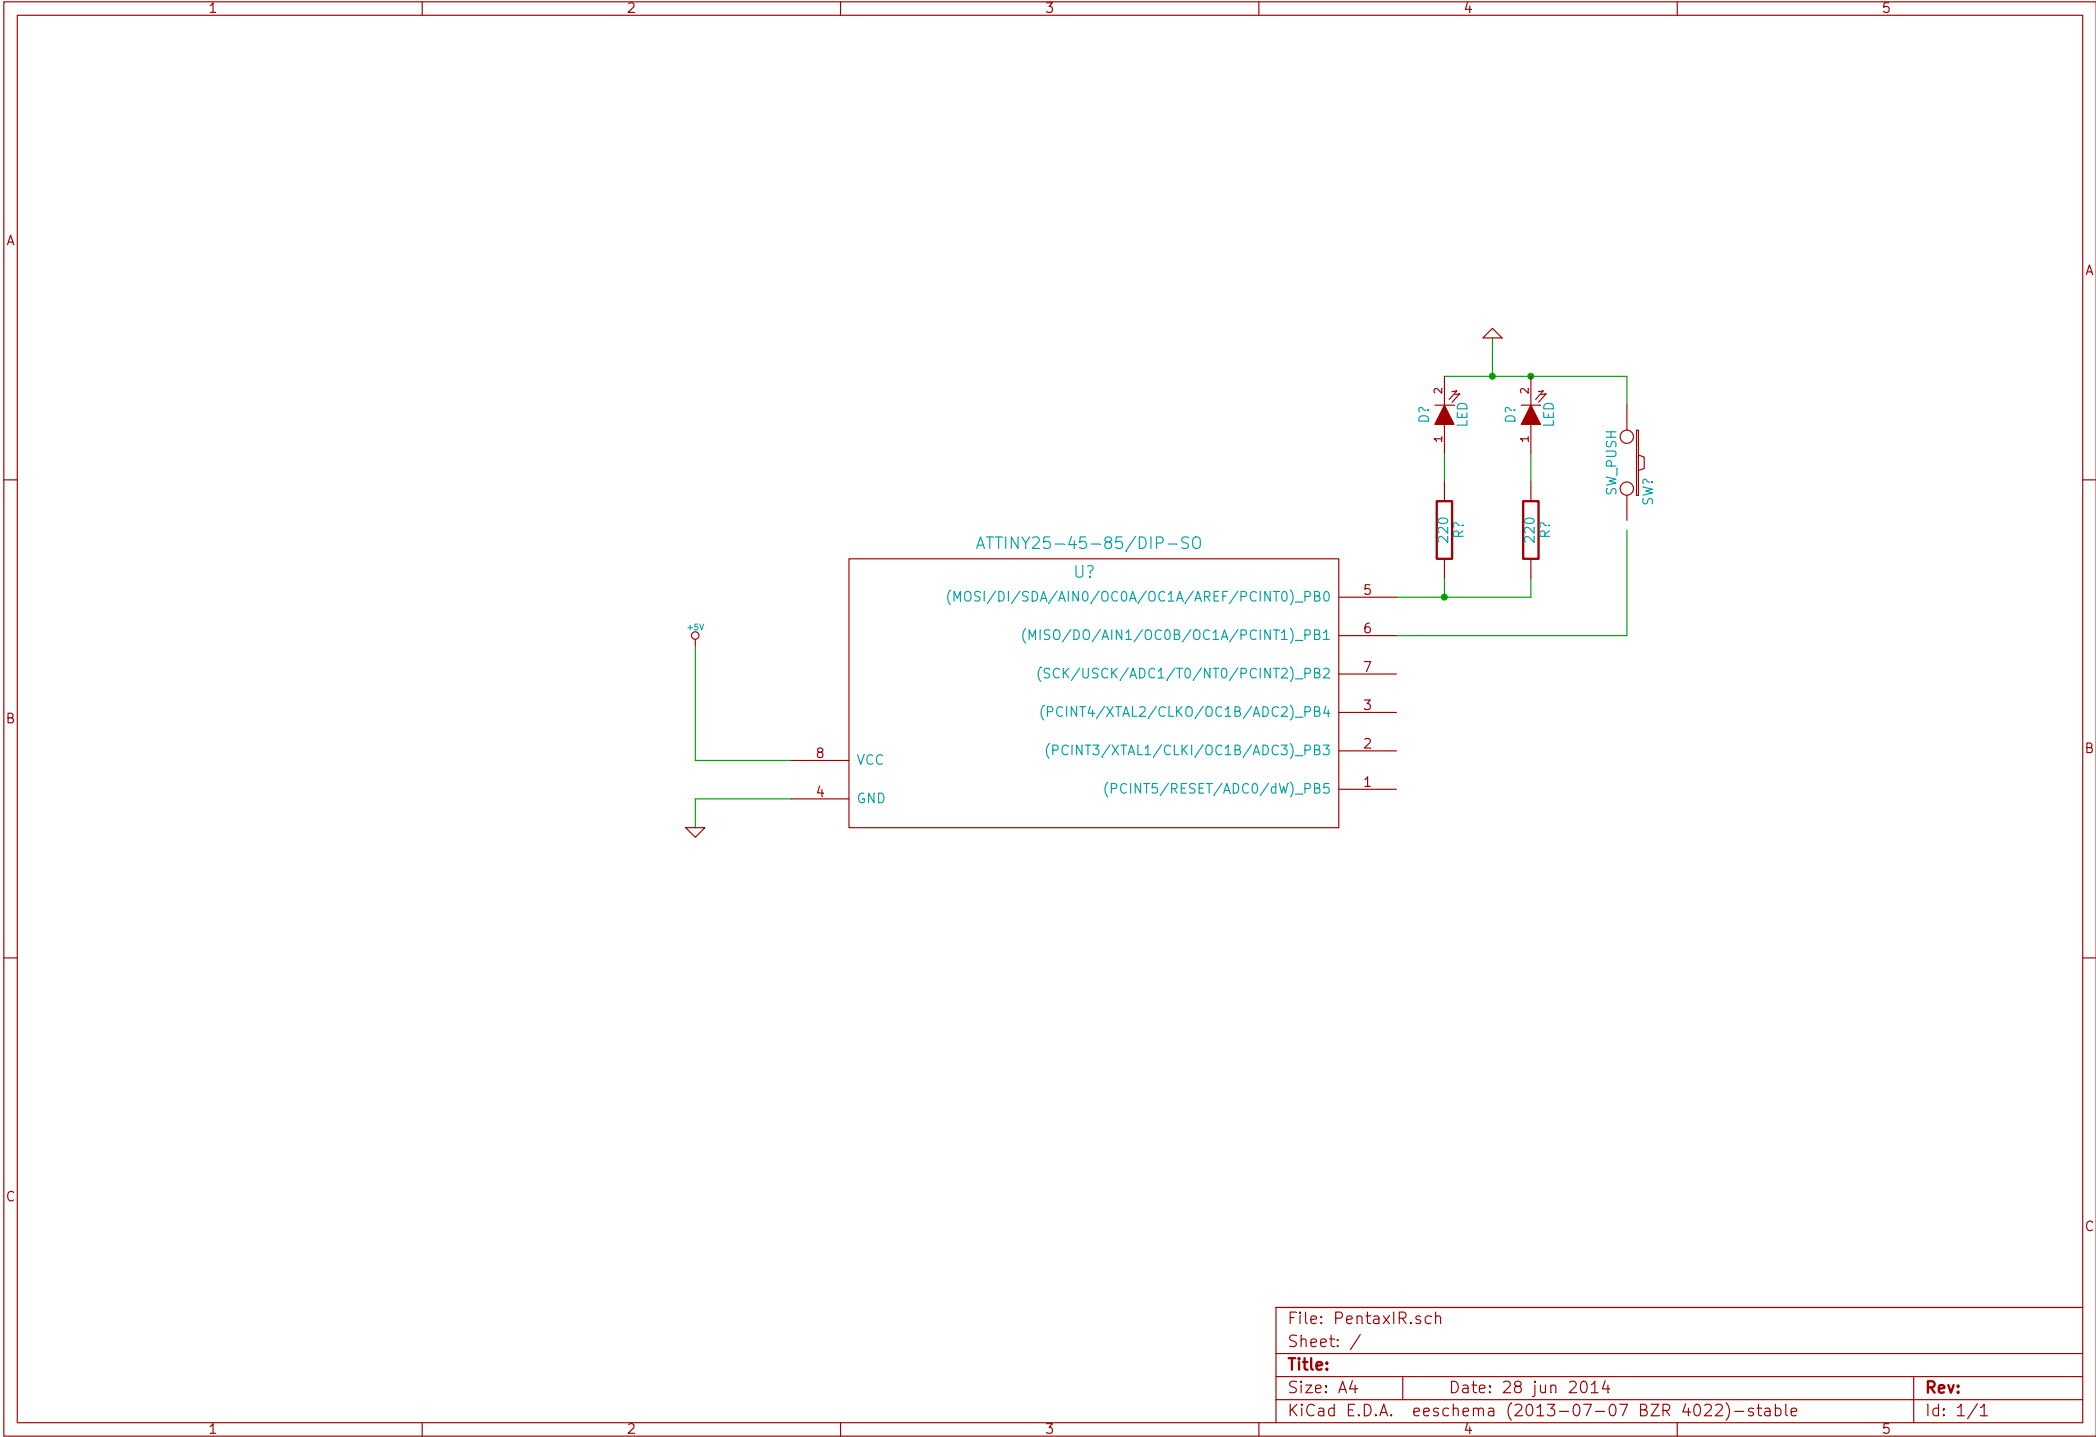 1 2 3 4 5
A
A
2 2
D? LED D? LED
1 1
SW_PUSH
SW?
220 R? 220 R?
ATTINY25-45-85/DIP-SO
U?
(MOSI/DI/SDA/AIN0/OC0A/OC1A/AREF/PCINT0)_PB0 5
+5V
(MISO/DO/AIN1/OC0B/OC1A/PCINT1)_PB1 6
(SCK/USCK/ADC1/T0/NT0/PCINT2)_PB2 7
(PCINT4/XTAL2/CLKO/OC1B/ADC2)_PB4 3
B
(PCINT3/XTAL1/CLKI/OC1B/ADC3)_PB3 2
B
8 VCC
(PCINT5/RESET/ADC0/dW)_PB5 1
4 GND
C
C
File: PentaxIR.sch
Sheet: /
Title:
Size: A4 Date: 28 jun 2014 Rev:
KiCad E.D.A. eeschema (2013-07-07 BZR 4022)-stable Id: 1/1
1 2 3 4 5